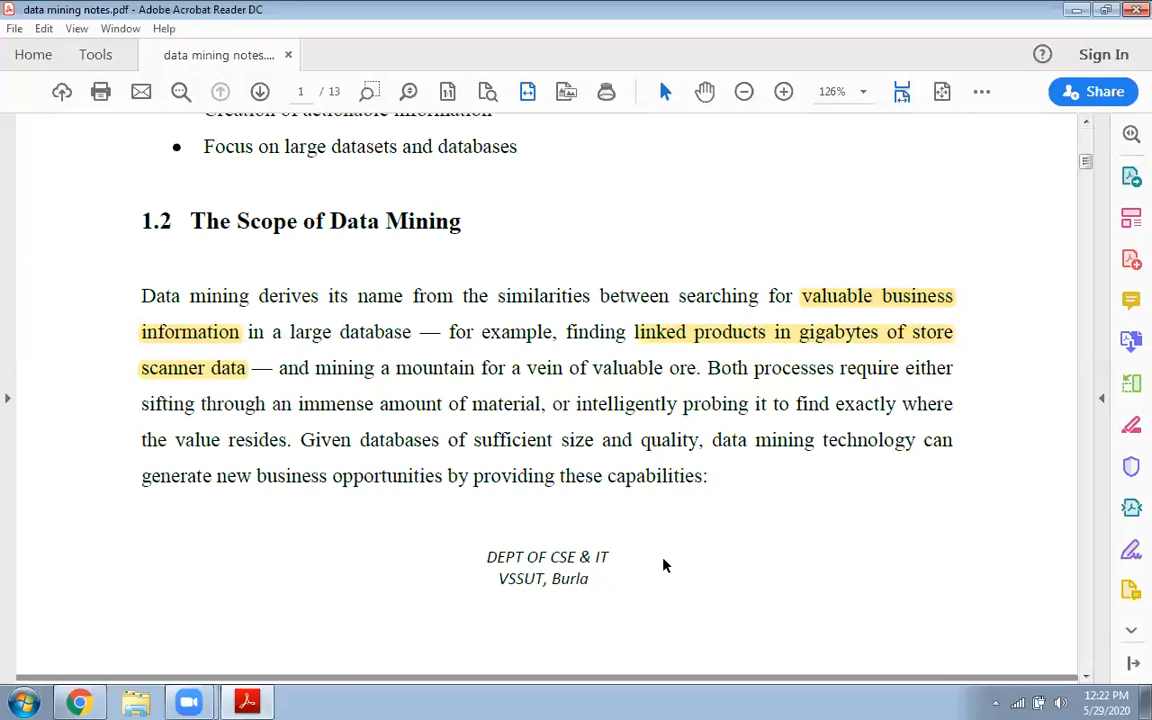 data mining notes.pdf - Adobe Acrobat Reader DC
File Edit View Window Help
Home Tools data mining notes.... × Sign In
1 / 13 126% Share
Creation of actionable information
• Focus on large datasets and databases
1.2 The Scope of Data Mining
Data mining derives its name from the similarities between searching for valuable business
information in a large database — for example, finding linked products in gigabytes of store
scanner data — and mining a mountain for a vein of valuable ore. Both processes require either
sifting through an immense amount of material, or intelligently probing it to find exactly where
the value resides. Given databases of sufficient size and quality, data mining technology can
generate new business opportunities by providing these capabilities:
DEPT OF CSE & IT
VSSUT, Burla
12:22 PM
5/29/2020